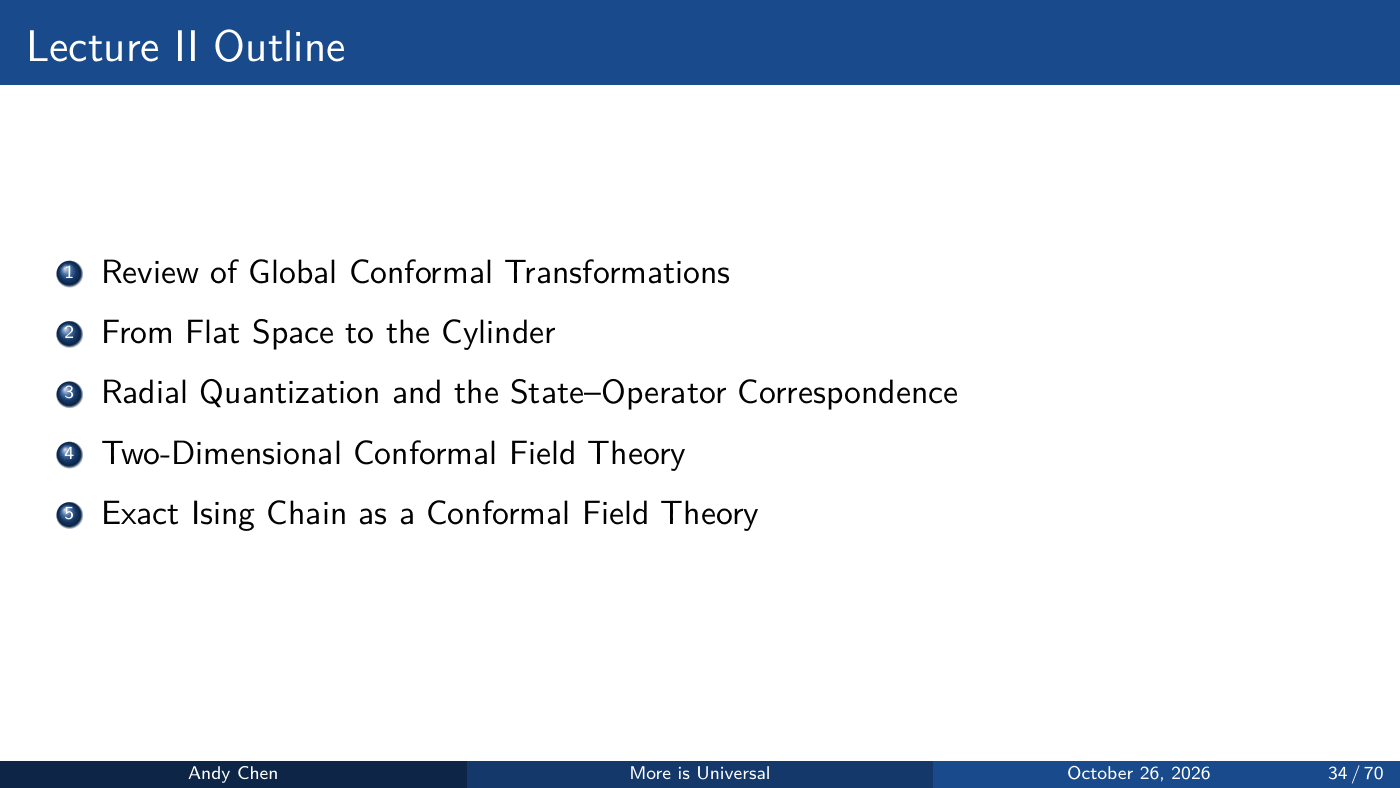 Lecture II Outline
1 Review of Global Conformal Transformations
2 From Flat Space to the Cylinder
3 Radial Quantization and the State–Operator Correspondence
4 Two-Dimensional Conformal Field Theory
5 Exact Ising Chain as a Conformal Field Theory
Andy Chen More is Universal October 26, 2026 34 / 70